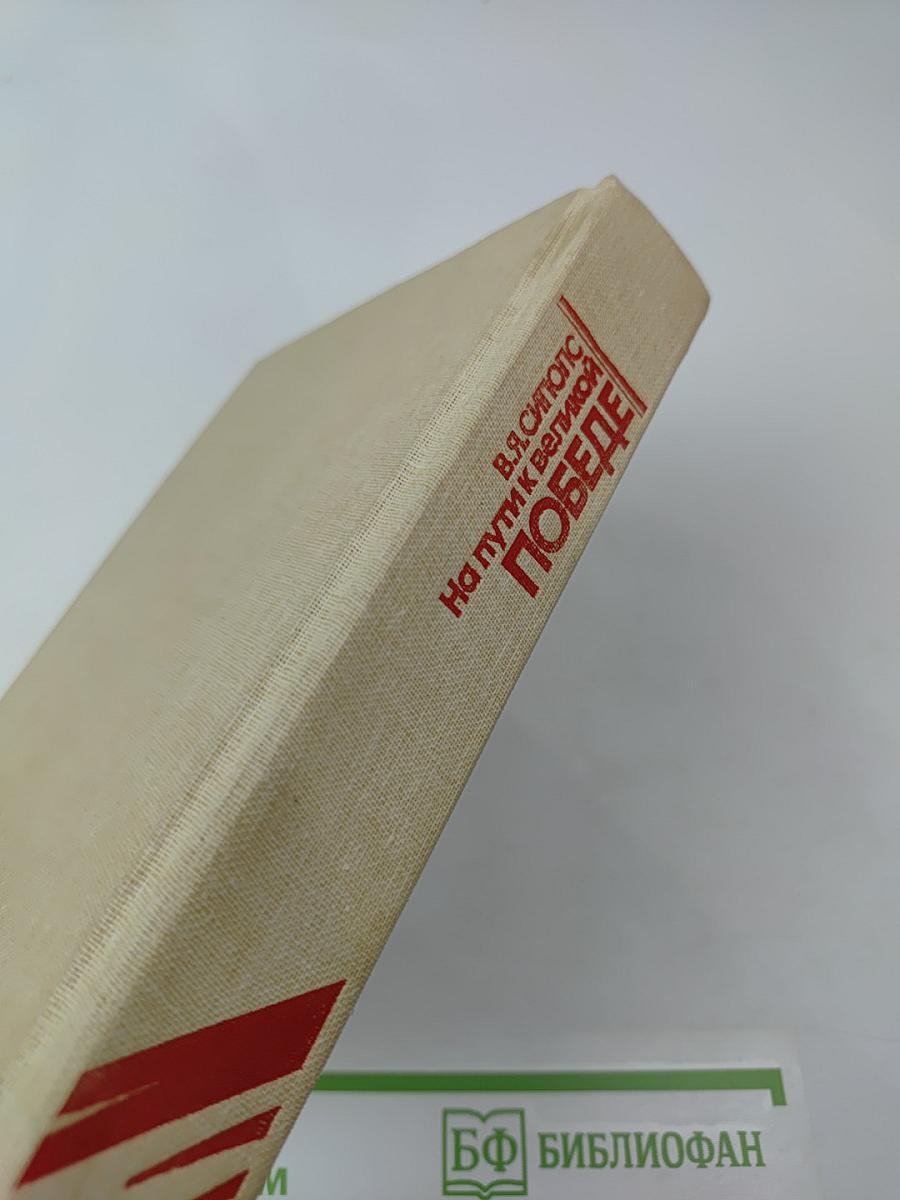 В.Я. СИПОЛС
На пути к великой
ПОБЕДЕ
БФ БИБЛИОФАН
М